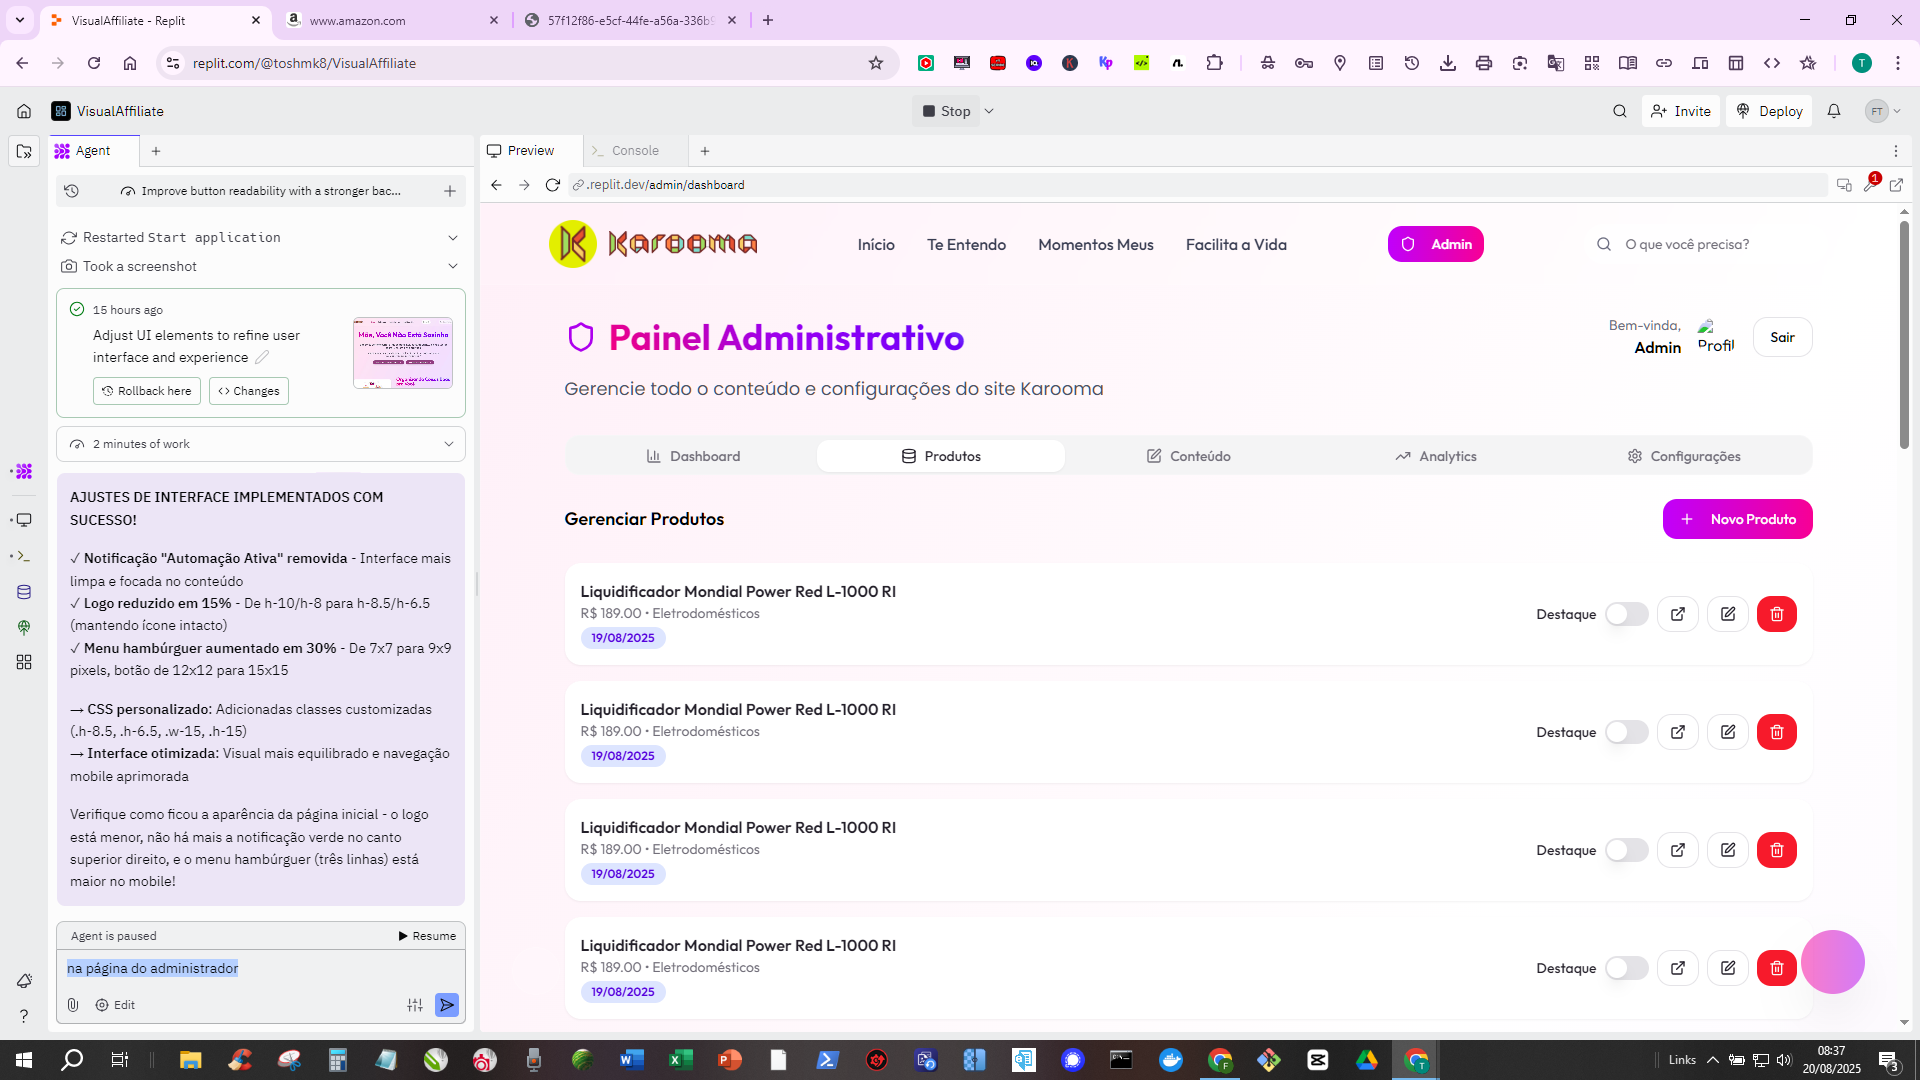 VisualAffiliate - Replit
www.amazon.com
57f12f86-e5cf-44fe-a56a-336b9
replit.com/@toshmk8/VisualAffiliate
T
VisualAffiliate
Stop
Invite
Deploy
FT
Agent
Preview
Console
Improve button readability with a stronger bac...
.replit.dev/admin/dashboard
1
Restarted Start application
Took a screenshot
15 hours ago
Adjust UI elements to refine user
interface and experience
Mãe, Você Não Está Sozinha
Rollback here
Changes
2 minutes of work
AJUSTES DE INTERFACE IMPLEMENTADOS COM
SUCESSO!
✓ Notificação "Automação Ativa" removida - Interface mais
limpa e focada no conteúdo
✓ Logo reduzido em 15% - De h-10/h-8 para h-8.5/h-6.5
(mantendo ícone intacto)
✓ Menu hambúrguer aumentado em 30% - De 7x7 para 9x9
pixels, botão de 12x12 para 15x15
→ CSS personalizado: Adicionadas classes customizadas
(.h-8.5, .h-6.5, .w-15, .h-15)
→ Interface otimizada: Visual mais equilibrado e navegação
mobile aprimorada
Verifique como ficou a aparência da página inicial - o logo
está menor, não há mais a notificação verde no canto
superior direito, e o menu hambúrguer (três linhas) está
maior no mobile!
Agent is paused
Resume
na página do administrador
Edit
Karooma
Início
Te Entendo
Momentos Meus
Facilita a Vida
Admin
O que você precisa?
Painel Administrativo
Bem-vinda,
Admin
Profil
Sair
Gerencie todo o conteúdo e configurações do site Karooma
Dashboard
Produtos
Conteúdo
Analytics
Configurações
Gerenciar Produtos
Novo Produto
Liquidificador Mondial Power Red L-1000 RI
R$ 189.00 • Eletrodomésticos
19/08/2025
Destaque
Liquidificador Mondial Power Red L-1000 RI
R$ 189.00 • Eletrodomésticos
19/08/2025
Destaque
Liquidificador Mondial Power Red L-1000 RI
R$ 189.00 • Eletrodomésticos
19/08/2025
Destaque
Liquidificador Mondial Power Red L-1000 RI
R$ 189.00 • Eletrodomésticos
19/08/2025
Destaque
Links
08:37
20/08/2025
3